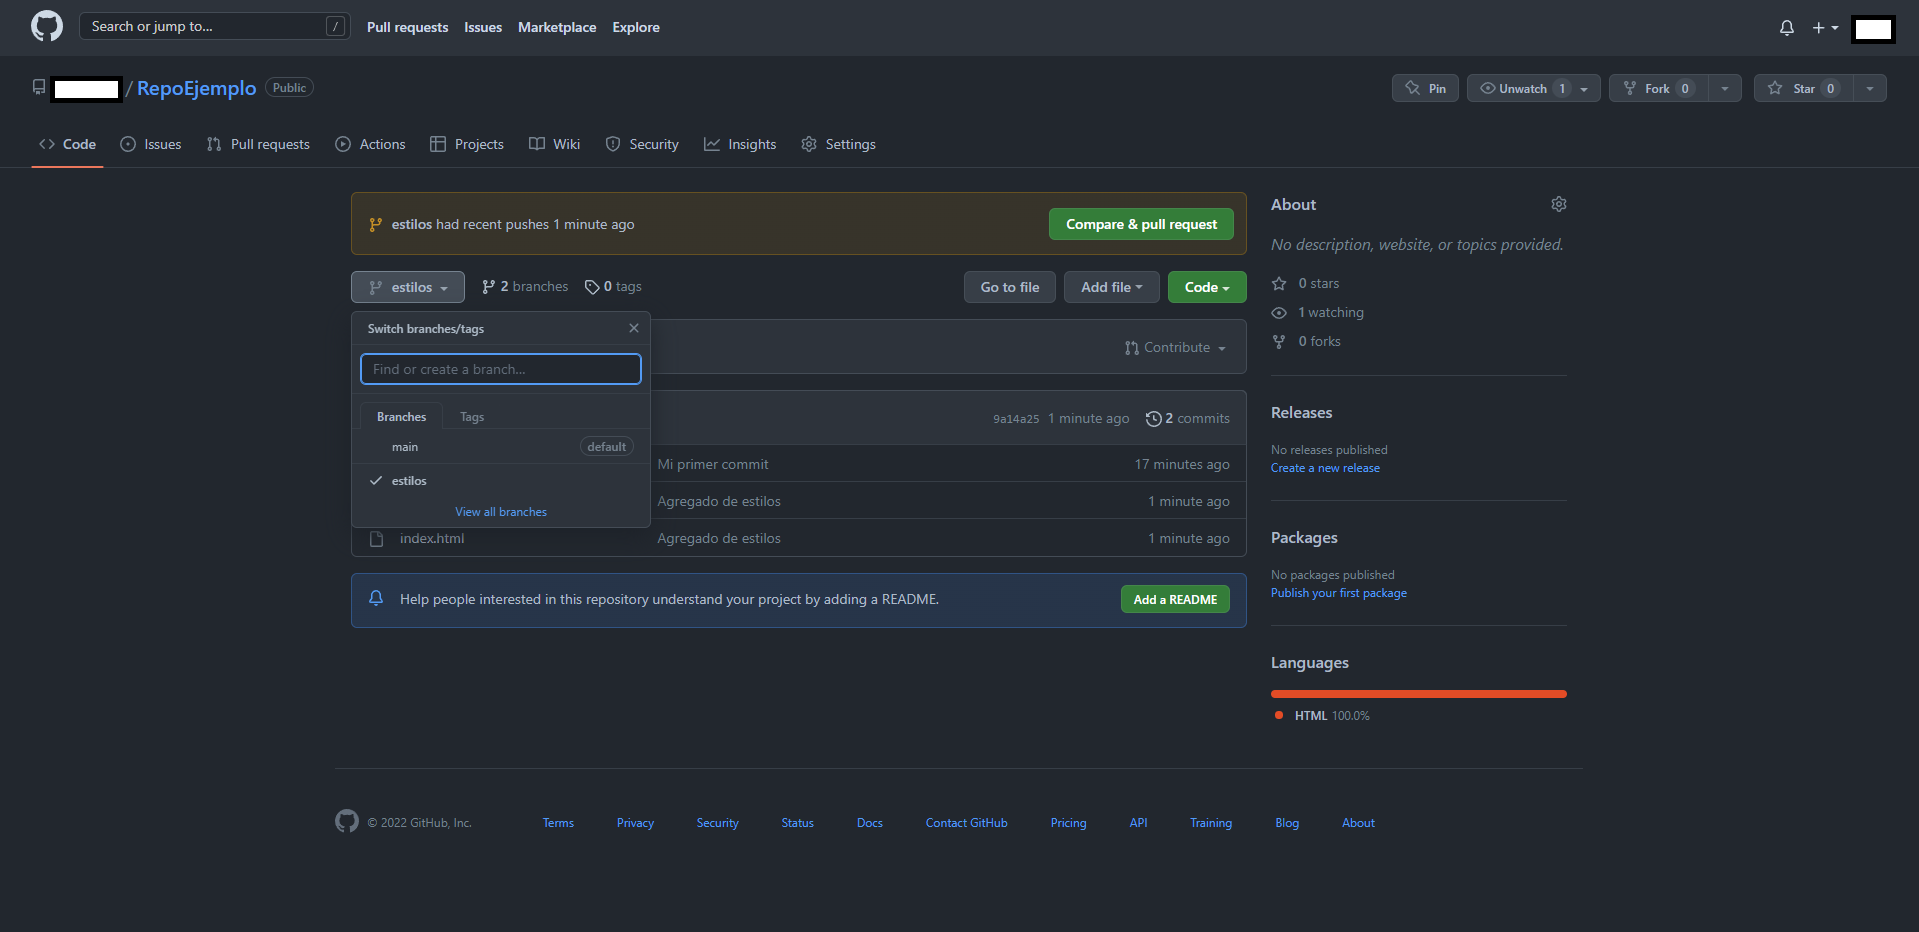 Search or jump to... /
Pull requests Issues Marketplace Explore
/ RepoEjemplo Public
Pin Unwatch 1 Fork 0 Star 0
Code Issues Pull requests Actions Projects Wiki Security Insights Settings
estilos had recent pushes 1 minute ago
Compare & pull request
estilos 2 branches 0 tags
Go to file Add file Code
Switch branches/tags
Find or create a branch...
Branches Tags
main default
estilos
View all branches
Contribute
9a14a25 1 minute ago 2 commits
Mi primer commit 17 minutes ago
Agregado de estilos 1 minute ago
index.html Agregado de estilos 1 minute ago
Help people interested in this repository understand your project by adding a README.
Add a README
About
No description, website, or topics provided.
0 stars
1 watching
0 forks
Releases
No releases published
Create a new release
Packages
No packages published
Publish your first package
Languages
HTML 100.0%
© 2022 GitHub, Inc. Terms Privacy Security Status Docs Contact GitHub Pricing API Training Blog About